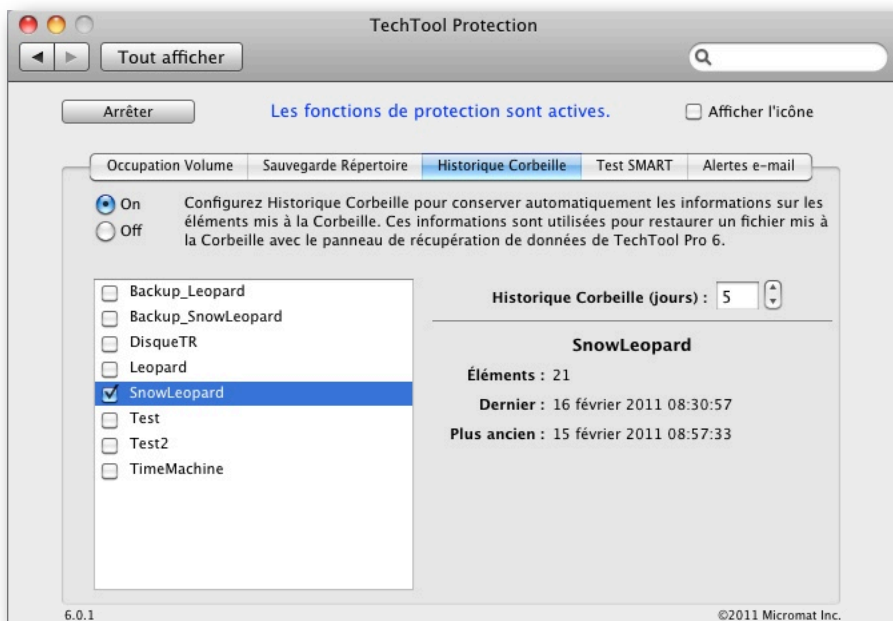 TechTool Protection
Tout afficher
Arrêter
Les fonctions de protection sont actives.
Afficher l'icône
Occupation Volume
Sauvegarde Répertoire
Historique Corbeille
Test SMART
Alertes e-mail
On
Off
Configurez Historique Corbeille pour conserver automatiquement les informations sur les
éléments mis à la Corbeille. Ces informations sont utilisées pour restaurer un fichier mis à
la Corbeille avec le panneau de récupération de données de TechTool Pro 6.
Backup_Leopard
Backup_SnowLeopard
DisqueTR
Leopard
SnowLeopard
Test
Test2
TimeMachine
Historique Corbeille (jours) : 5
SnowLeopard
Éléments : 21
Dernier : 16 février 2011 08:30:57
Plus ancien : 15 février 2011 08:57:33
6.0.1
©2011 Micromat Inc.